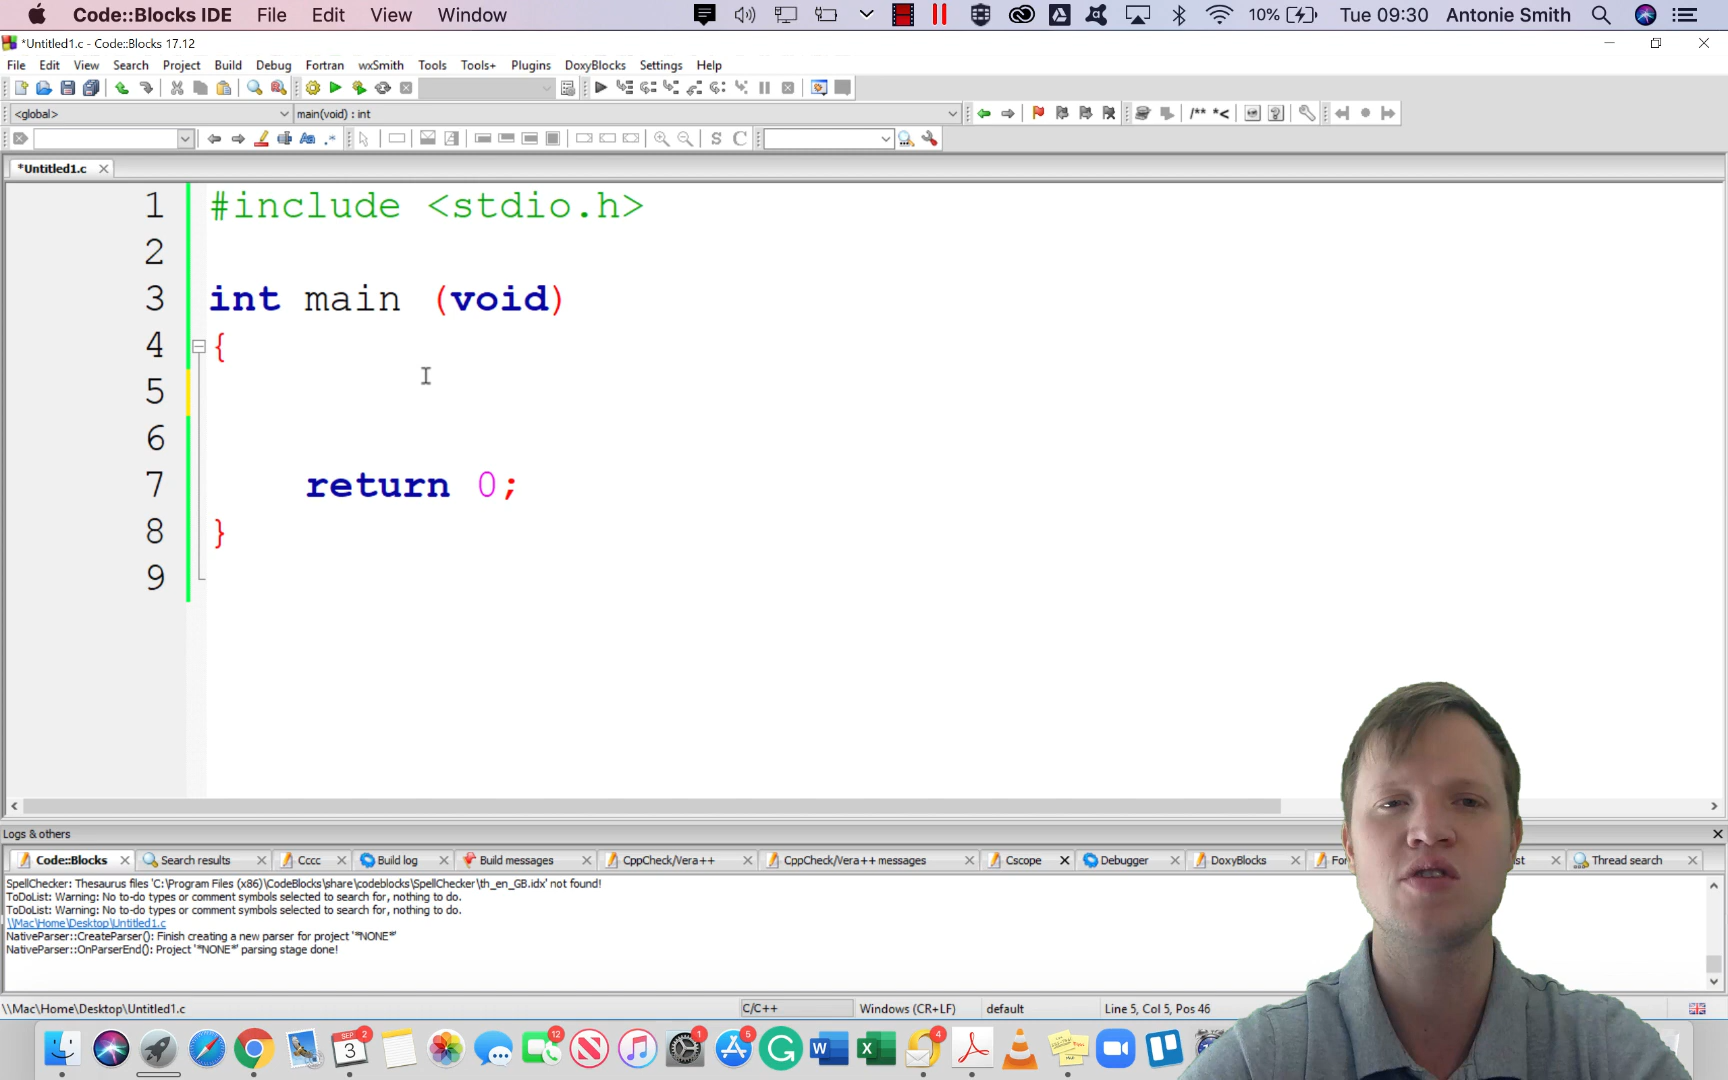 Code::Blocks IDE File Edit View Window 10% Tue 09:30 Antonie Smith
*Untitled1.c - Code::Blocks 17.12
File Edit View Search Project Build Debug Fortran wxSmith Tools Tools+ Plugins DoxyBlocks Settings Help
<global> main(void) : int /** *<
S C
*Untitled1.c
1 #include <stdio.h>
2
3 int main (void)
4 {
5
6
7 return 0;
8 }
9
Logs & others
Code::Blocks Search results Cccc Build log Build messages CppCheck/Vera++ CppCheck/Vera++ messages Cscope Debugger DoxyBlocks Thread search
SpellChecker: Thesaurus files 'C:\Program Files (x86)\CodeBlocks\share\codeblocks\SpellChecker\th_en_GB.idx' not found!
ToDoList: Warning: No to-do types or comment symbols selected to search for, nothing to do.
ToDoList: Warning: No to-do types or comment symbols selected to search for, nothing to do.
\\Mac\Home\Desktop\Untitled1.c
NativeParser::CreateParser(): Finish creating a new parser for project '*NONE*'
NativeParser::OnParserEnd(): Project '*NONE*' parsing stage done!
\\Mac\Home\Desktop\Untitled1.c C/C++ Windows (CR+LF) default Line 5, Col 5, Pos 46
SEP 3 2 12 1 5 4